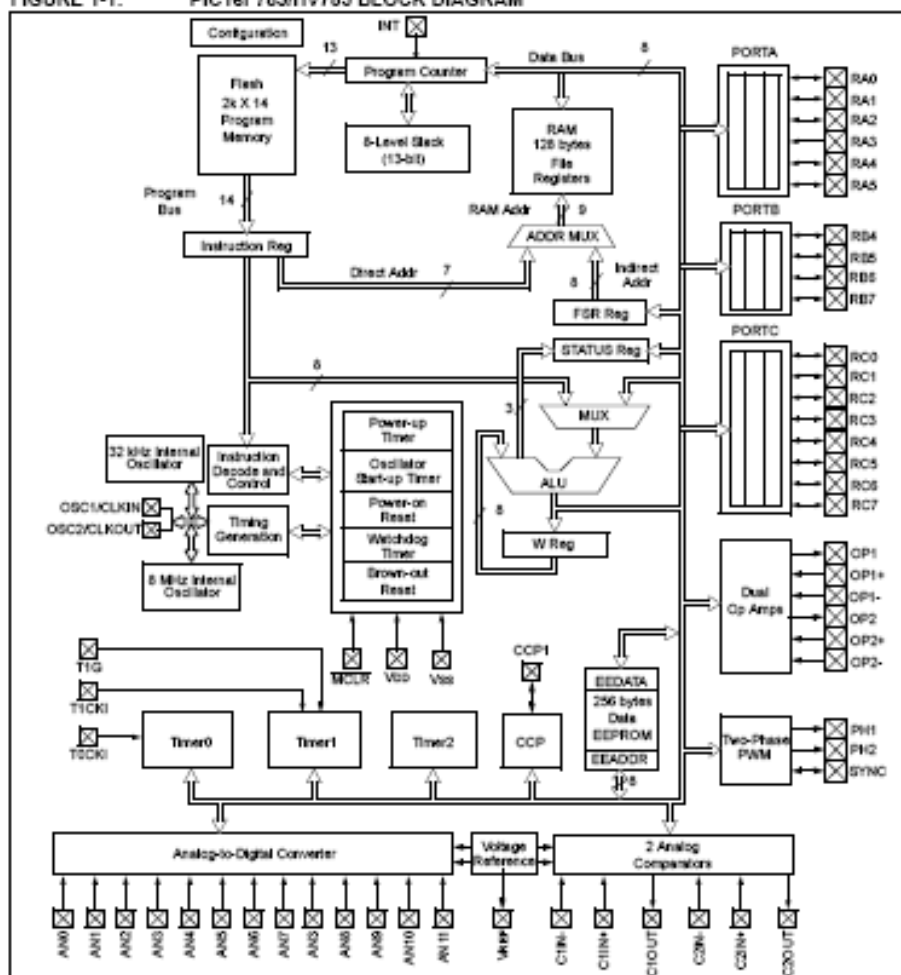 FIGURE 1-1:
BLOCK DIAGRAM
Configuration
INT
13
Program Counter
Data Bus
8
PORTA
Flash
2k X 14
Program
Memory
8-Level Stack
(13-bit)
RAM
128 bytes
File
Registers
RA0
RA1
RA2
RA3
RA4
RA5
Program
Bus
14
RAM Addr
9
PORTB
Instruction Reg
ADDR MUX
RB4
RB5
RB6
RB7
Direct Addr
7
8
Indirect
Addr
FSR Reg
STATUS Reg
PORTC
8
3
MUX
RC0
RC1
RC2
RC3
RC4
RC5
RC6
RC7
Power-up
Timer
Oscillator
Start-up Timer
Power-on
Reset
Watchdog
Timer
Brown-out
Reset
32 kHz Internal
Oscillator
Instruction
Decode and
Control
OSC1/CLKIN
OSC2/CLKOUT
Timing
Generation
8 MHz Internal
Oscillator
ALU
8
W Reg
Dual
Op Amps
OP1
OP1+
OP1-
OP2
OP2+
OP2-
T1G
T1CKI
T0CKI
MCLR
VDD
VSS
CCP1
Timer0
Timer1
Timer2
CCP
EEDATA
256 bytes
Data
EEPROM
EEADDR
8
Two-Phase
PWM
PH1
PH2
SYNC
Analog-to-Digital Converter
Voltage
Reference
2 Analog
Comparators
AN0
AN1
AN2
AN3
AN4
AN5
AN6
AN7
AN8
AN9
AN10
AN11
VREF
C1IN-
C1IN+
C1OUT
C2IN-
C2IN+
C2OUT